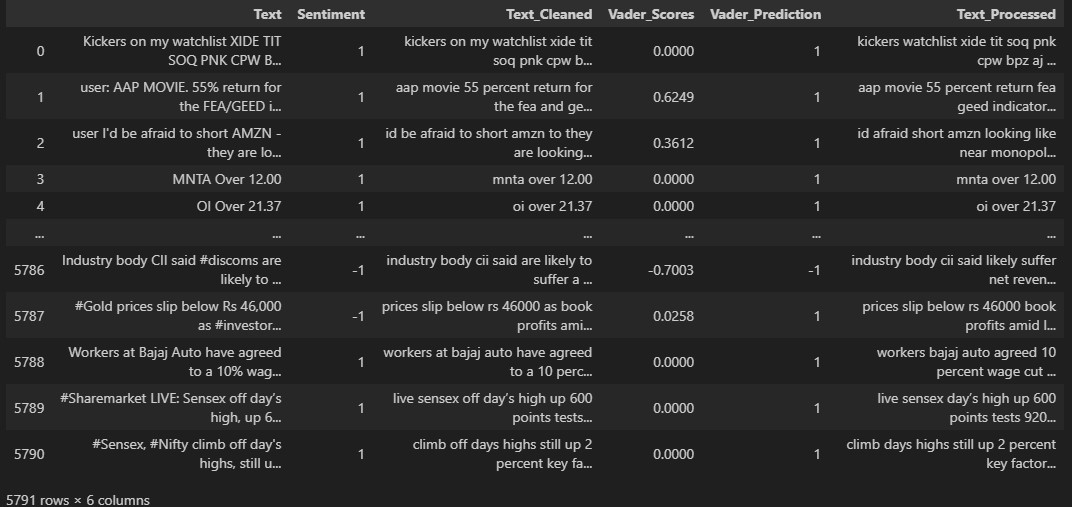 Text Sentiment Text_Cleaned Vader_Scores Vader_Prediction Text_Processed
0 Kickers on my watchlist XIDE TIT SOQ PNK CPW B... 1 kickers on my watchlist xide tit soq pnk cpw b... 0.0000 1 kickers watchlist xide tit soq pnk cpw bpz aj ...
1 user: AAP MOVIE. 55% return for the FEA/GEED i... 1 aap movie 55 percent return for the fea and ge... 0.6249 1 aap movie 55 percent return fea geed indicator...
2 user I'd be afraid to short AMZN - they are lo... 1 id be afraid to short amzn to they are looking... 0.3612 1 id afraid short amzn looking like near monopol...
3 MNTA Over 12.00 1 mnta over 12.00 0.0000 1 mnta over 12.00
4 OI Over 21.37 1 oi over 21.37 0.0000 1 oi over 21.37
... ... ... ... ... ... ...
5786 Industry body CII said #discoms are likely to ... -1 industry body cii said are likely to suffer a ... -0.7003 -1 industry body cii said likely suffer net reven...
5787 #Gold prices slip below Rs 46,000 as #investor... -1 prices slip below rs 46000 as book profits ami... 0.0258 1 prices slip below rs 46000 book profits amid l...
5788 Workers at Bajaj Auto have agreed to a 10% wag... 1 workers at bajaj auto have agreed to a 10 perc... 0.0000 1 workers bajaj auto agreed 10 percent wage cut ...
5789 #Sharemarket LIVE: Sensex off day’s high, up 6... 1 live sensex off day’s high up 600 points tests... 0.0000 1 live sensex day’s high up 600 points tests 920...
5790 #Sensex, #Nifty climb off day's highs, still u... 1 climb off days highs still up 2 percent key fa... 0.0000 1 climb days highs still up 2 percent key factor...
5791 rows × 6 columns